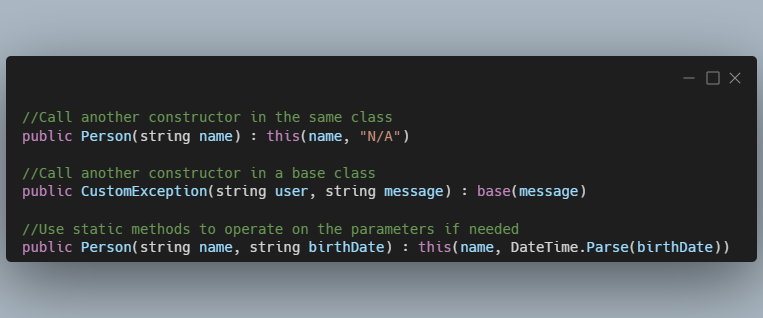 //Call another constructor in the same class
public Person(string name) : this(name, "N/A")
//Call another constructor in a base class
public CustomException(string user, string message) : base(message)
//Use static methods to operate on the parameters if needed
public Person(string name, string birthDate) : this(name, DateTime.Parse(birthDate))